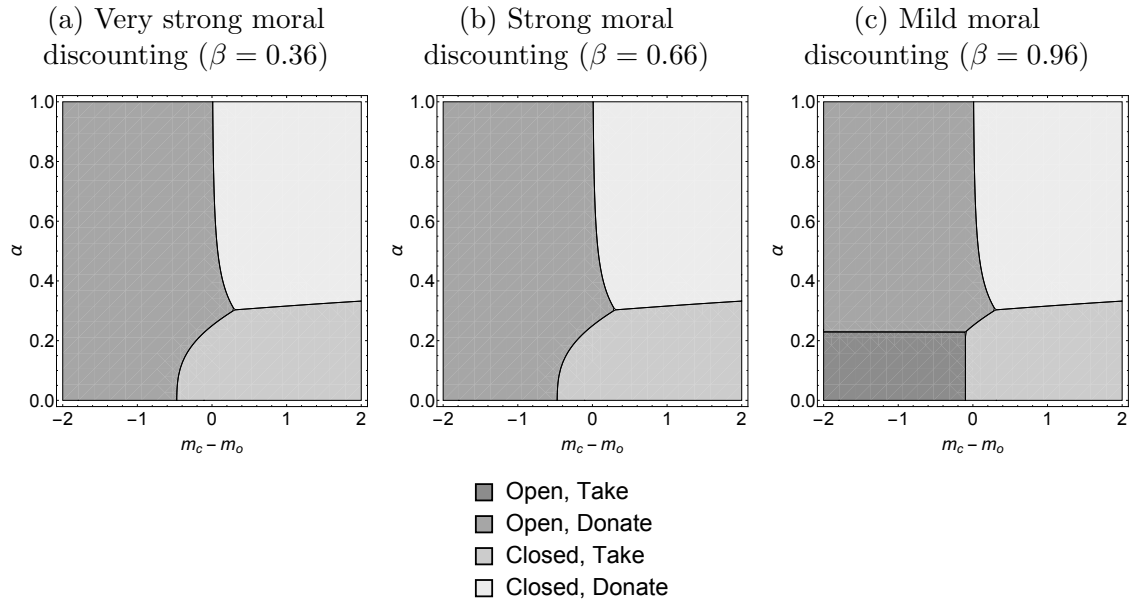 (a) Very strong moral
discounting (β = 0.36)
(b) Strong moral
discounting (β = 0.66)
(c) Mild moral
discounting (β = 0.96)
1.0
0.8
0.6
0.4
0.2
0.0
α
−2 −1 0 1 2
m_c − m_o
1.0
0.8
0.6
0.4
0.2
0.0
α
−2 −1 0 1 2
m_c − m_o
1.0
0.8
0.6
0.4
0.2
0.0
α
−2 −1 0 1 2
m_c − m_o
Open, Take
Open, Donate
Closed, Take
Closed, Donate